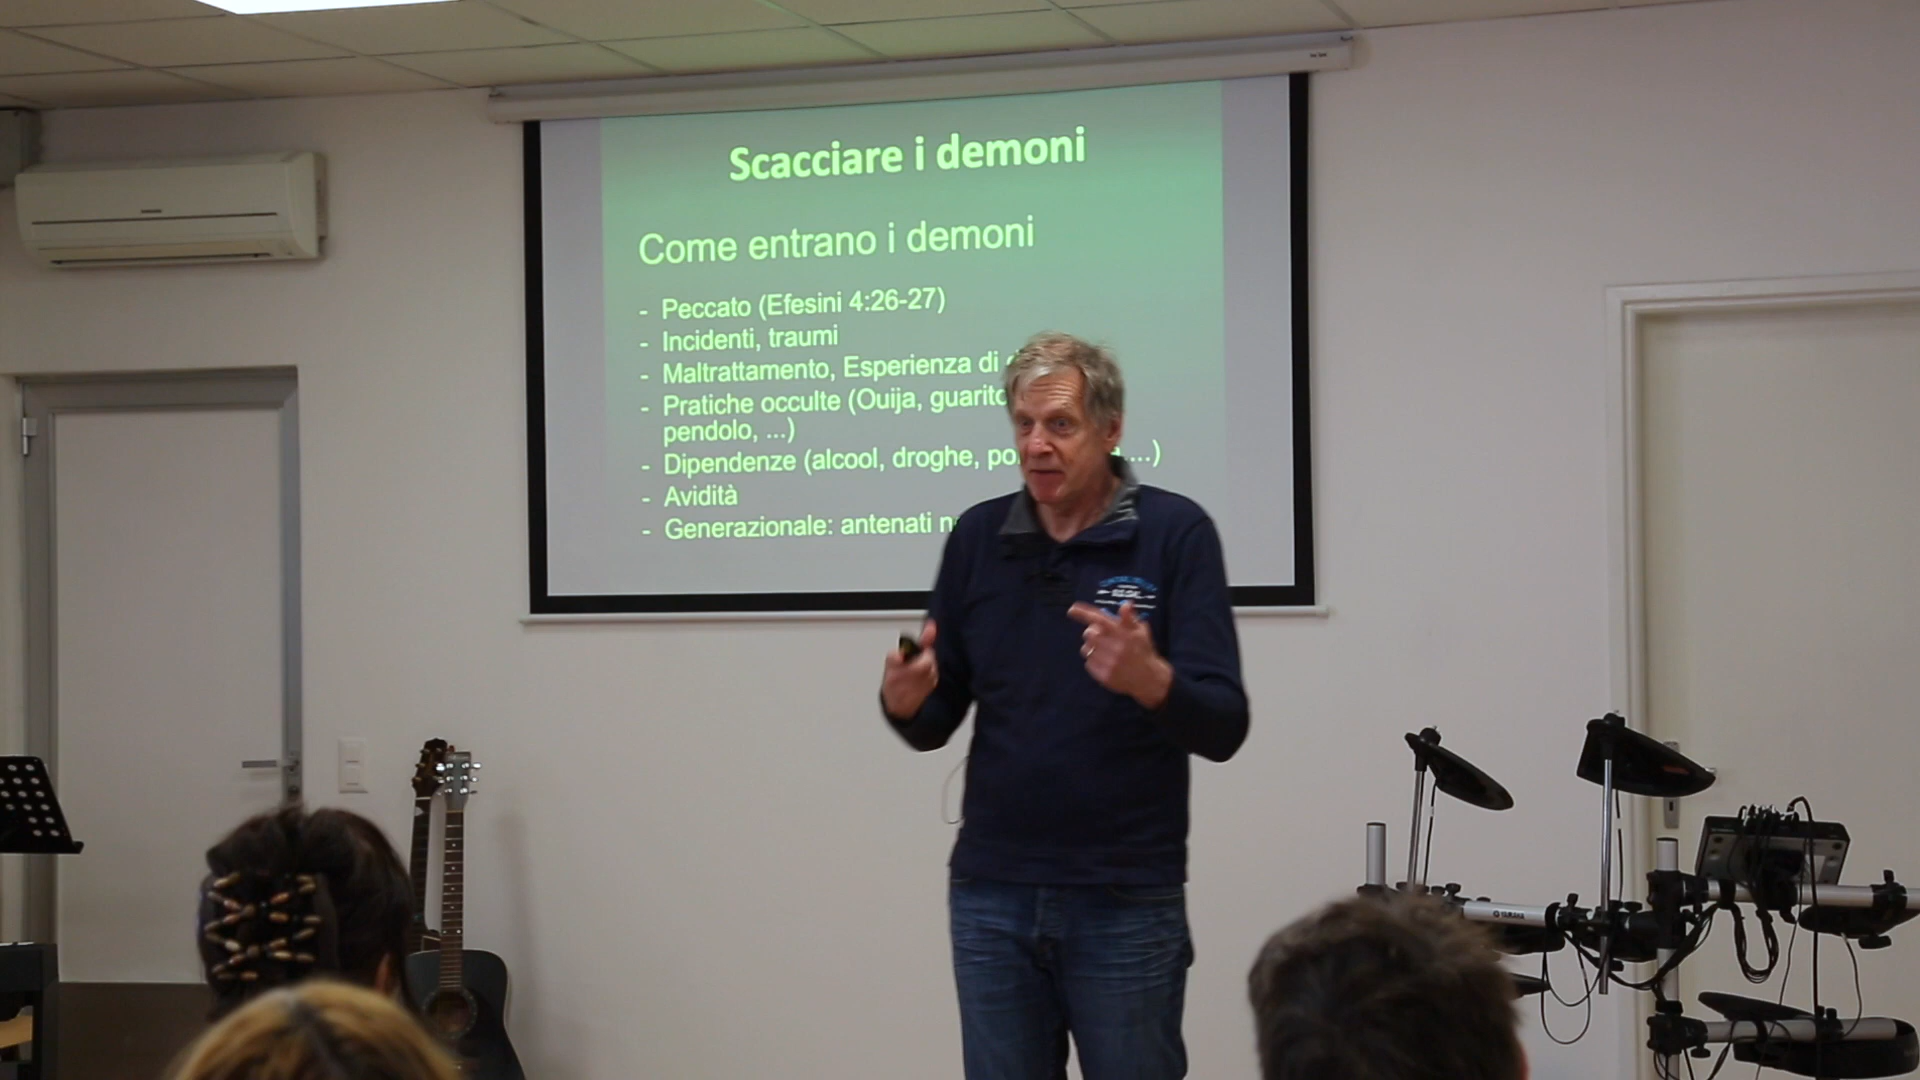 Scacciare i demoni
Come entrano i demoni
- Peccato (Efesini 4:26-27)
- Incidenti, traumi
- Maltrattamento, Esperienza di
- Pratiche occulte (Ouija,
pendolo, ...)
- Dipendenze (alcool, droghe, ...)
- Avidità
- Generazionale: antenati
YAMAHA